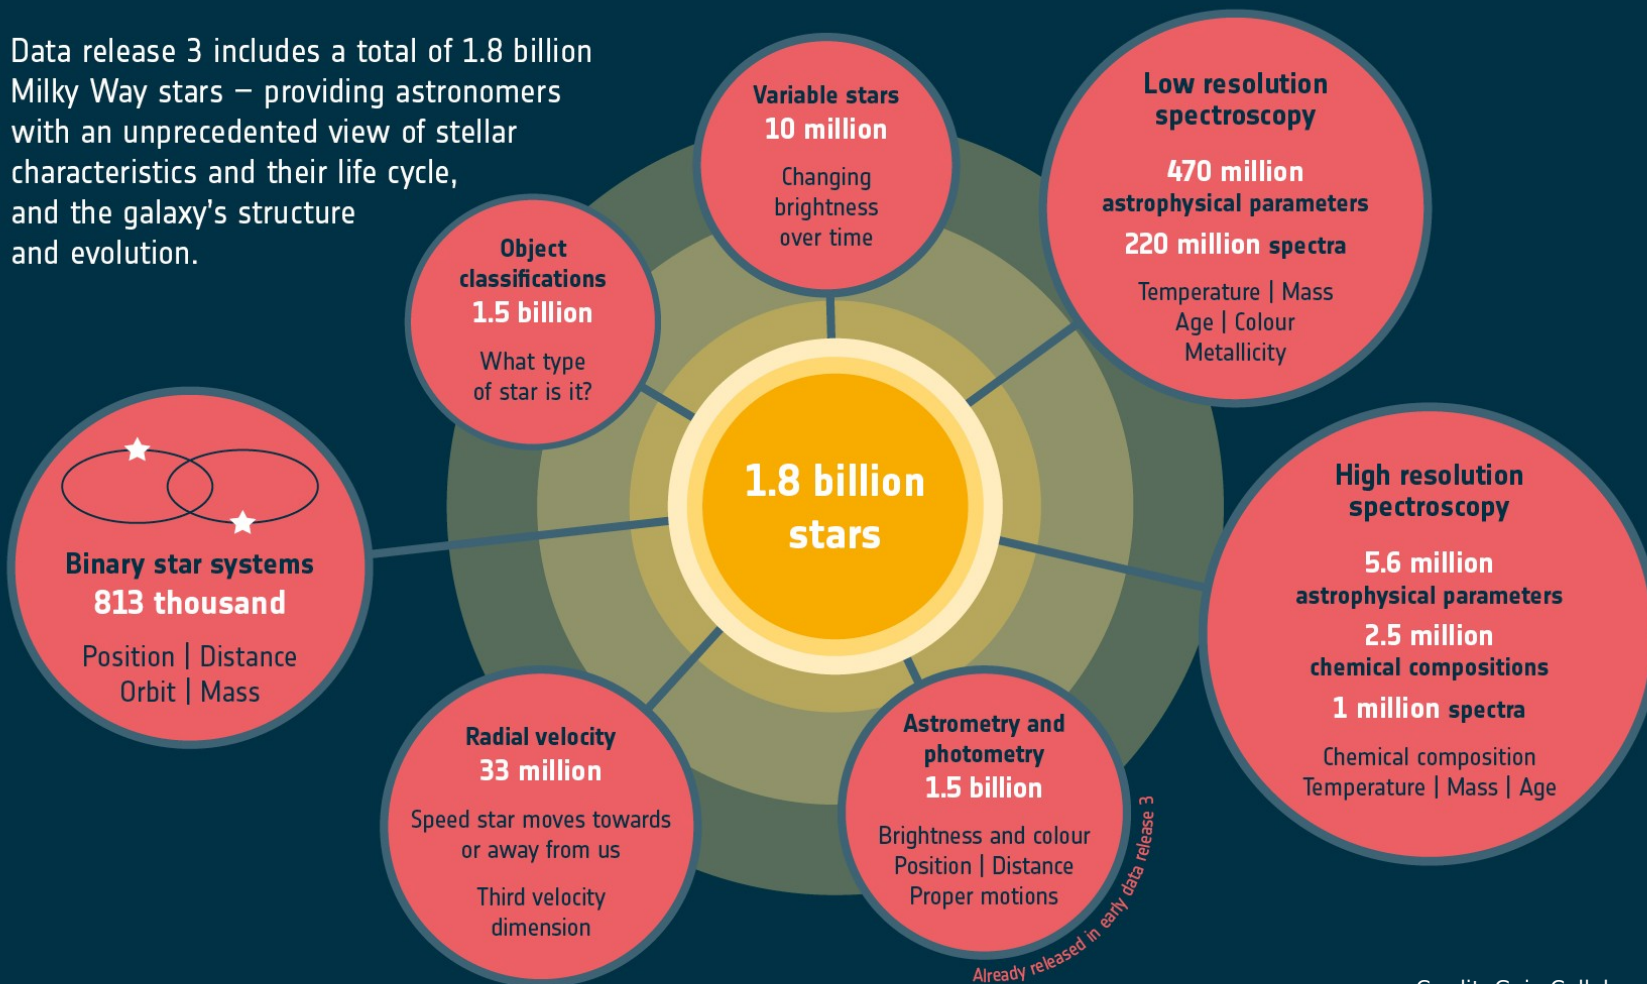 Data release 3 includes a total of 1.8 billion
Milky Way stars – providing astronomers
with an unprecedented view of stellar
characteristics and their life cycle,
and the galaxy's structure
and evolution.
Variable stars
10 million
Changing
brightness
over time
Low resolution
spectroscopy
470 million
astrophysical parameters
220 million spectra
Temperature | Mass
Age | Colour
Metallicity
Object
classifications
1.5 billion
What type
of star is it?
1.8 billion
stars
Binary star systems
813 thousand
Position | Distance
Orbit | Mass
High resolution
spectroscopy
5.6 million
astrophysical parameters
2.5 million
chemical compositions
1 million spectra
Chemical composition
Temperature | Mass | Age
Radial velocity
33 million
Speed star moves towards
or away from us
Third velocity
dimension
Astrometry and
photometry
1.5 billion
Brightness and colour
Position | Distance
Proper motions
Already released in early data release 3